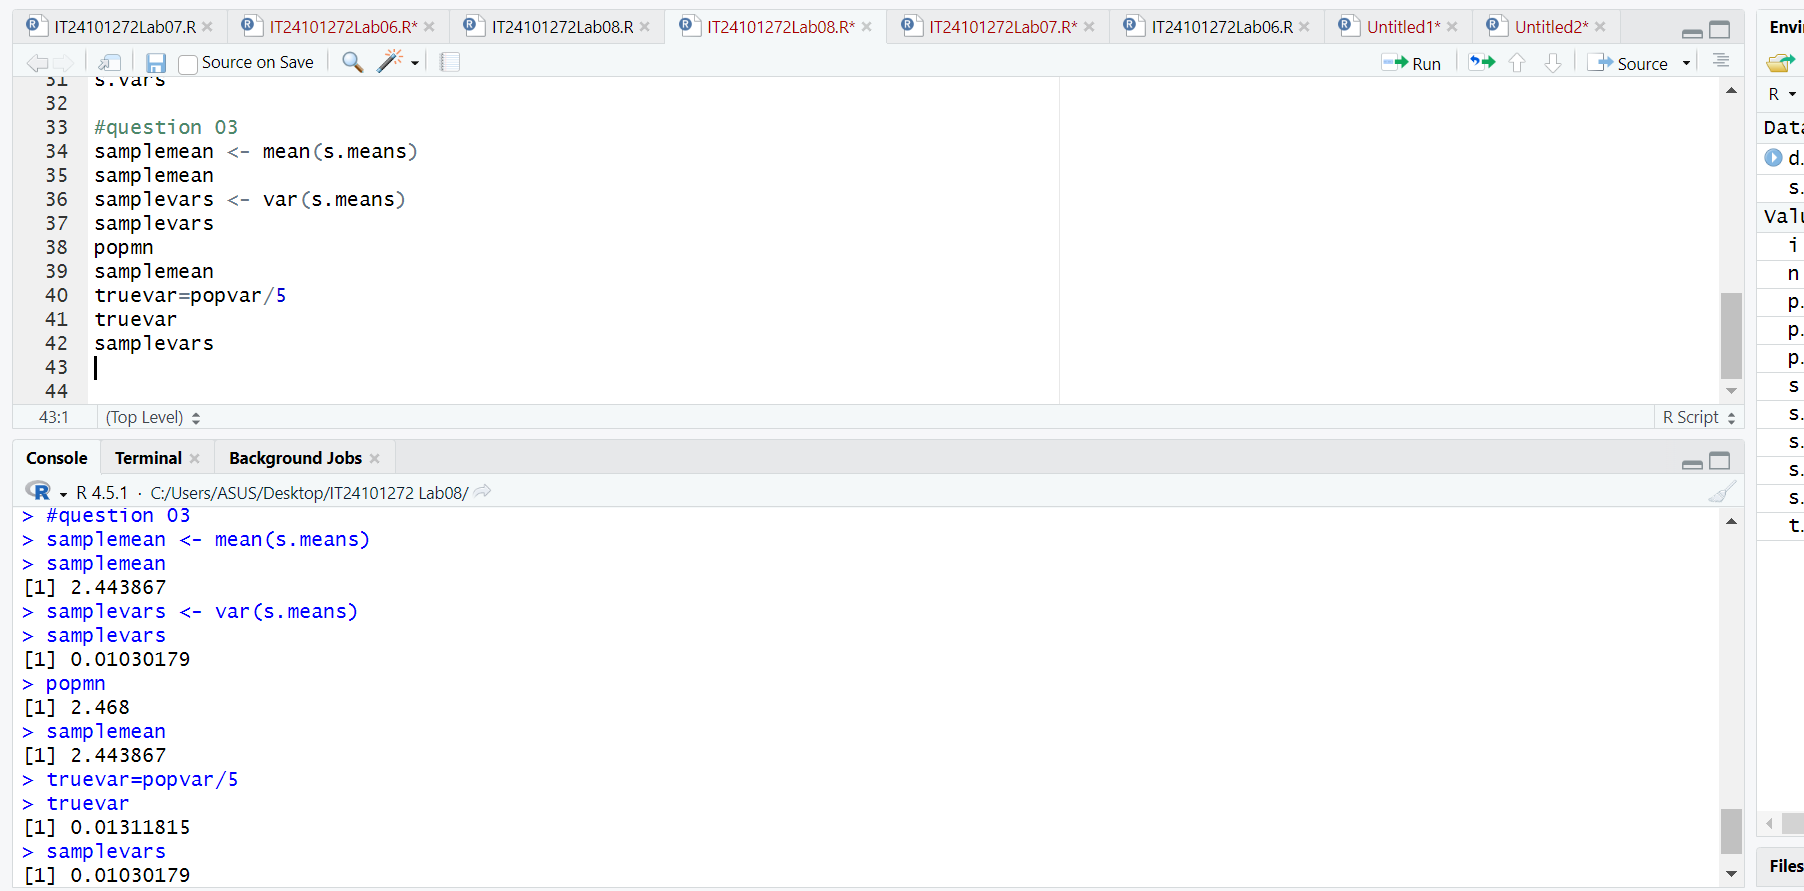 IT24101272Lab07.R IT24101272Lab06.R* IT24101272Lab08.R IT24101272Lab08.R* IT24101272Lab07.R* IT24101272Lab06.R Untitled1* Untitled2*
Source on Save Run Source
31 s.vars
32
33 #question 03
34 samplemean <- mean(s.means)
35 samplemean
36 samplevars <- var(s.means)
37 samplevars
38 popmn
39 samplemean
40 truevar=popvar/5
41 truevar
42 samplevars
43
44
43:1 (Top Level) R Script
Console Terminal Background Jobs
R 4.5.1 · C:/Users/ASUS/Desktop/IT24101272 Lab08/
> #question 03
> samplemean <- mean(s.means)
> samplemean
[1] 2.443867
> samplevars <- var(s.means)
> samplevars
[1] 0.01030179
> popmn
[1] 2.468
> samplemean
[1] 2.443867
> truevar=popvar/5
> truevar
[1] 0.01311815
> samplevars
[1] 0.01030179
Envi
R
Data
d.
s.
Valu
i
n
p.
p.
p.
s
s.
s.
s.
s.
t.
Files